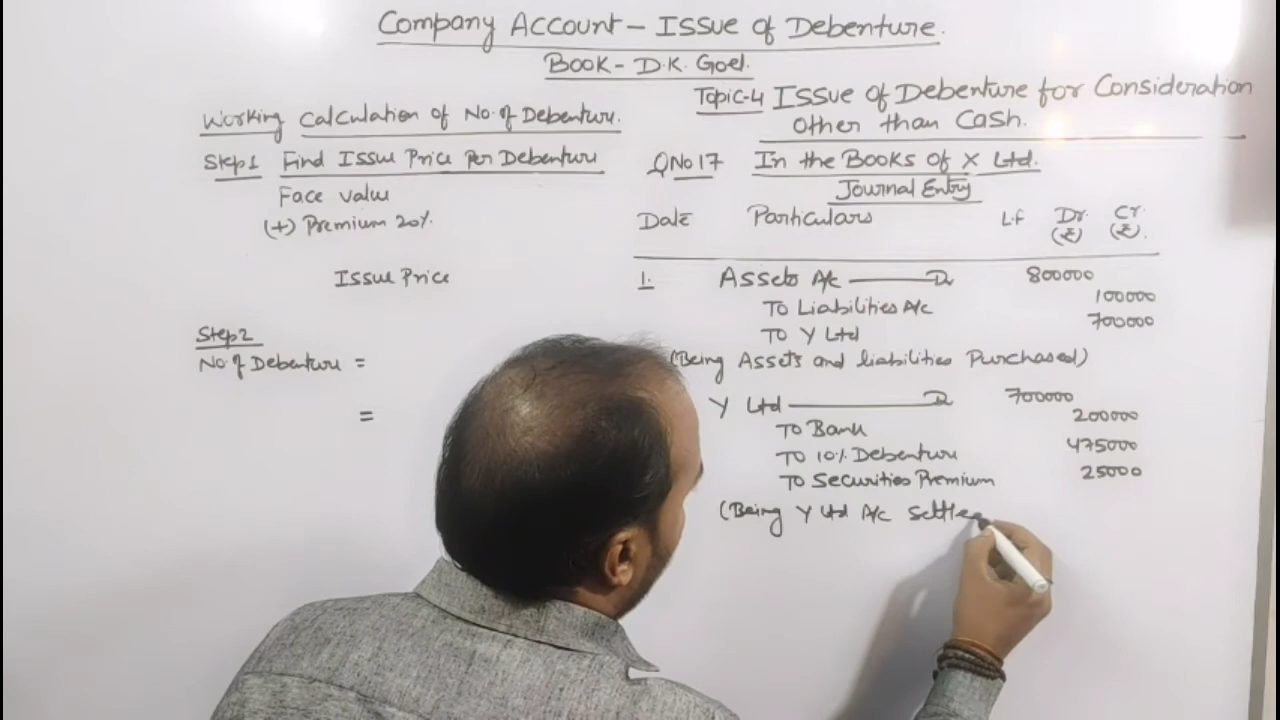 Company Account - Issue of Debenture.
Book - D.K. Goel.
Topic-4 Issue of Debenture for Consideration
Other than Cash.
Working Calculation of No. of Debenture.
Step1 Find Issue Price Per Debenture
Face value
(+) Premium 20%.
Issue Price
Step2
No. of Debenture =
=
QNo 17 In the Books of X Ltd.
Journal Entry
Date Particulars L.f Dr. (₹) Cr. (₹).
1. Assets A/c Dr 800000
To Liabilities A/c 100000
To Y Ltd 700000
(Being Assets and liabilities Purchased)
Y Ltd Dr 700000
To Bank 200000
To 10% Debenture 475000
To Securities Premium 25000
(Being Y Ltd A/c Settle